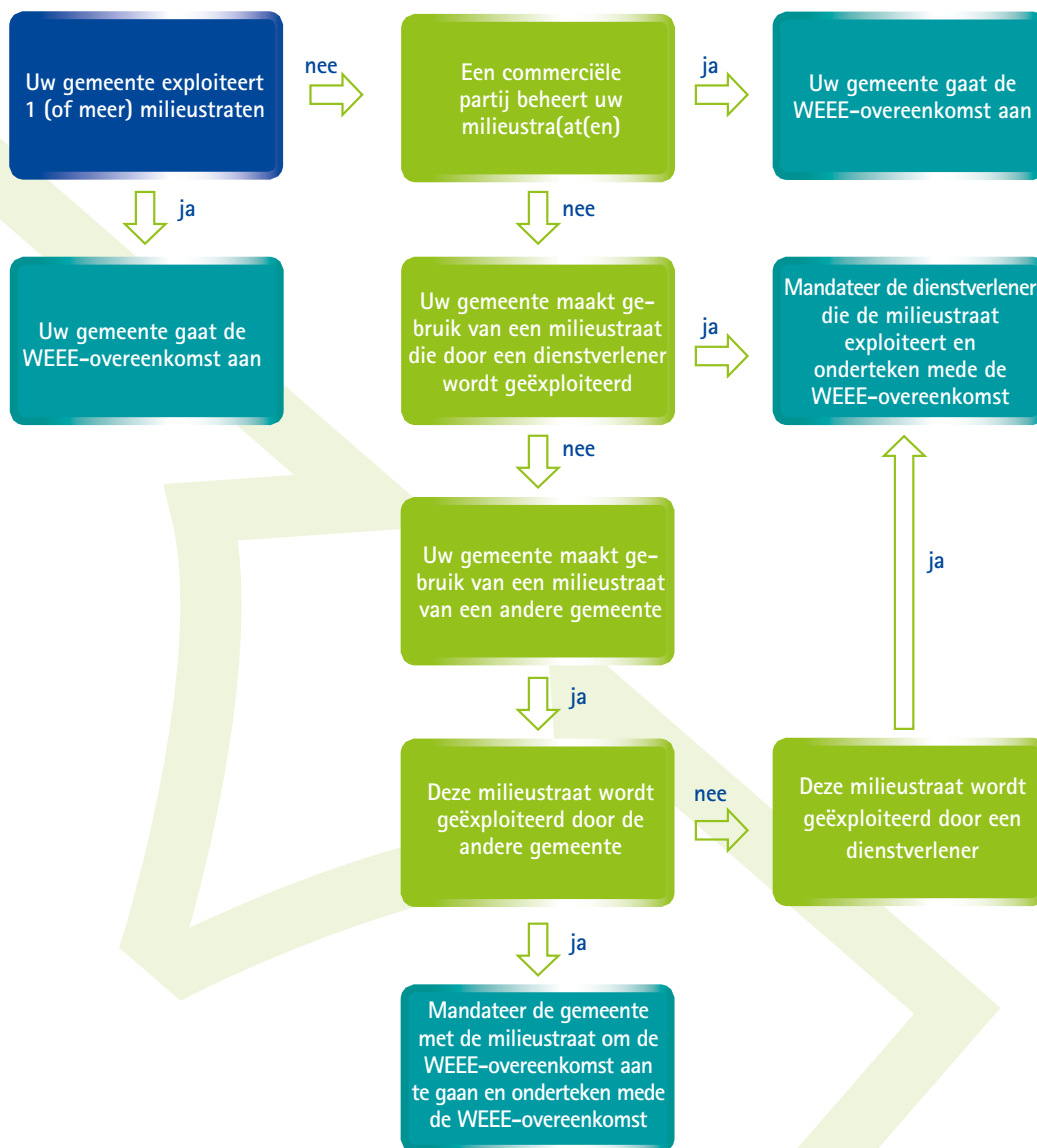 Uw gemeente exploiteert
1 (of meer) milieustraten
nee
Een commerciële
partij beheert uw
milieustra(at(en)
ja
Uw gemeente gaat de
WEEE-overeenkomst aan
ja
nee
Uw gemeente gaat de
WEEE-overeenkomst aan
Uw gemeente maakt ge-
bruik van een milieustraat
die door een dienstverlener
wordt geëxploiteerd
ja
Mandateer de dienstverlener
die de milieustraat
exploiteert en
onderteken mede de
WEEE-overeenkomst
nee
Uw gemeente maakt ge-
bruik van een milieustraat
van een andere gemeente
ja
ja
Deze milieustraat wordt
geëxploiteerd door de
andere gemeente
nee
Deze milieustraat wordt
geëxploiteerd door een
dienstverlener
ja
Mandateer de gemeente
met de milieustraat om de
WEEE-overeenkomst aan
te gaan en onderteken mede
de WEEE-overeenkomst